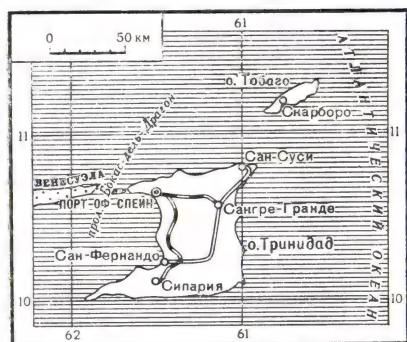 61
0 50 км
о. Тобаго
Скарборо
АТЛАНТИЧЕСКИЙ ОКЕАН
11 11
Сан-Суси
ВЕНЕСУЭЛА
прол. Бокас-дель-Драгон
ПОРТ-ОФ-СПЕЙН
Сангре-Гранде
о. Тринидад
Сан-Фернандо
Сипария
10 10
62 61